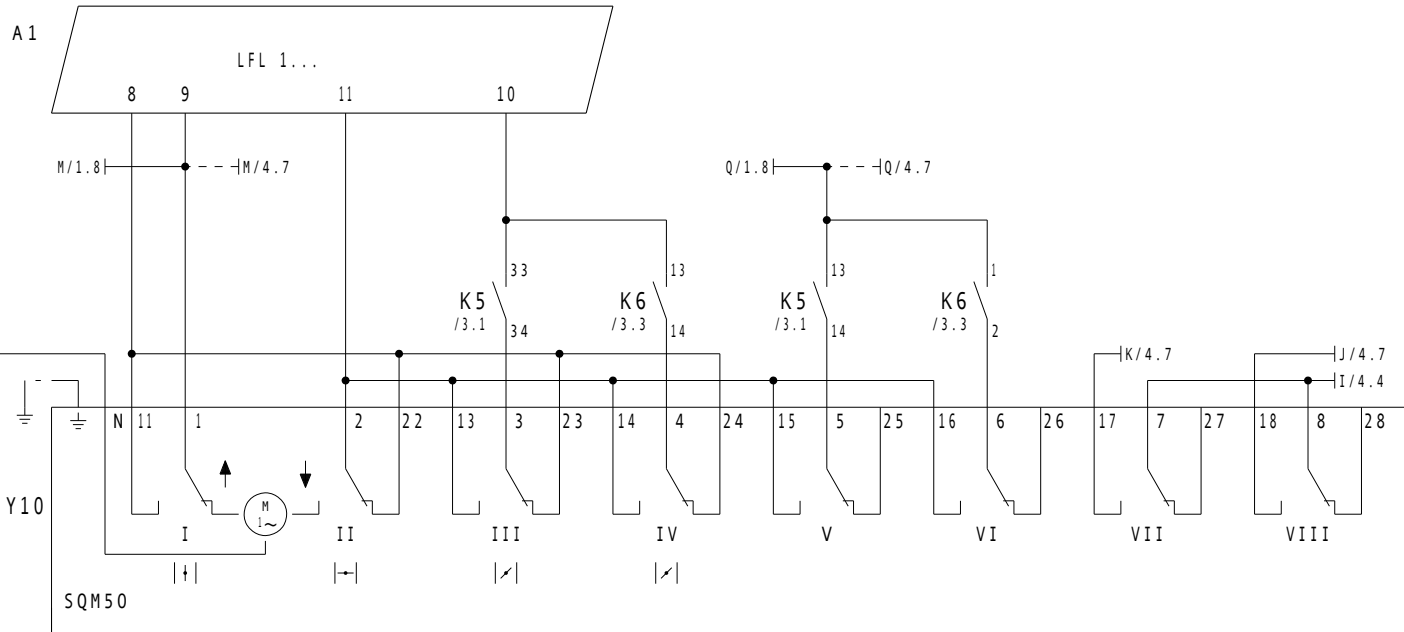 A1
LFL 1...
8 9 11 10
M/1.8 M/4.7 Q/1.8 Q/4.7
33 13 13 1
K5 K6 K5 K6
/3.1 /3.3 /3.1 /3.3
34 14 14 2
K/4.7 J/4.7
I/4.4
N 11 1 2 22 13 3 23 14 4 24 15 5 25 16 6 26 17 7 27 18 8 28
Y10
M
1~
I II III IV V VI VII VIII
SQM50